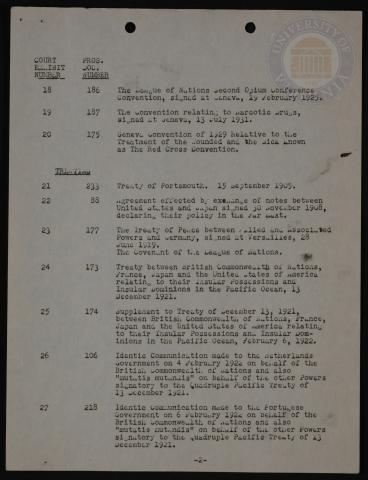 UNIVERSITY OF VIRGINIA
COURT EXHIBIT NUMBER
PROS. DOC. NUMBER
18 186 The League of Nations Second Opium Conference
Convention, signed at Geneva, 19 February 1925.
19 187 The Convention relating to Narcotic Drugs,
signed at Geneva, 13 July 1931.
20 175 Geneva Convention of 1929 Relative to the
Treatment of the Wounded and the Sick known
as The Red Cross Convention.
Treaties
21 233 Treaty of Portsmouth. 15 September 1905.
22 88 Agreement effected by exchange of notes between
United States and Japan signed 30 November 1908,
declaring their policy in the Far East.
23 177 The Treaty of Peace between Allied and Associated
Powers and Germany, signed at Versailles, 28
June 1919.
The Covenant of the League of Nations.
24 173 Treaty between British Commonwealth of Nations,
France, Japan and the United States of America
relating to their Insular Possessions and
Insular Dominions in the Pacific Ocean, 13
December 1921.
25 174 Supplement to Treaty of December 13, 1921,
between British Commonwealth of Nations, France,
Japan and the United States of America relating
to their Insular Possessions and Insular Dom-
inions in the Pacific Ocean, February 6, 1922.
26 106 Identic Communication made to the Netherlands
Government on 4 February 1922 on behalf of the
British Commonwealth of Nations and also
"mutatis mutandis" on behalf of the other Powers
signatory to the Quadruple Pacific Treaty of
13 December 1921.
27 218 Identic Communication made to the Portugese
Government on 6 February 1922 on behalf of the
British Commonwealth of Nations and also
"mutatis mutandis" on behalf of the other Powers
signatory to the Quadruple Pacific Treaty of 13
December 1921.
-2-